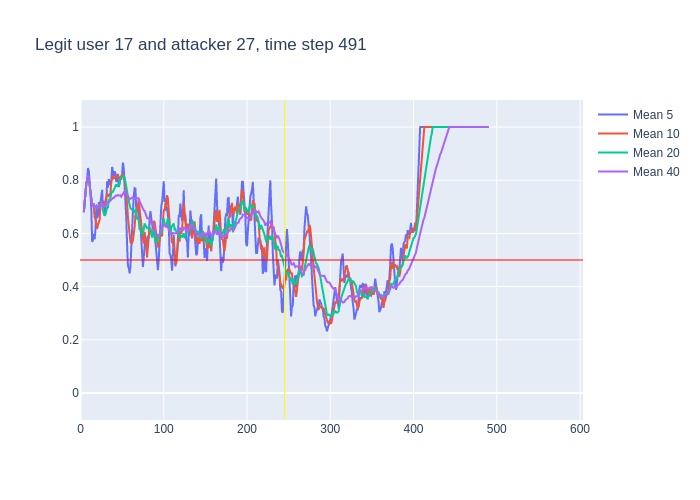 Legit user 17 and attacker 27, time step 491
Mean 5
Mean 10
Mean 20
Mean 40
1
0.8
0.6
0.4
0.2
0
0 100 200 300 400 500 600